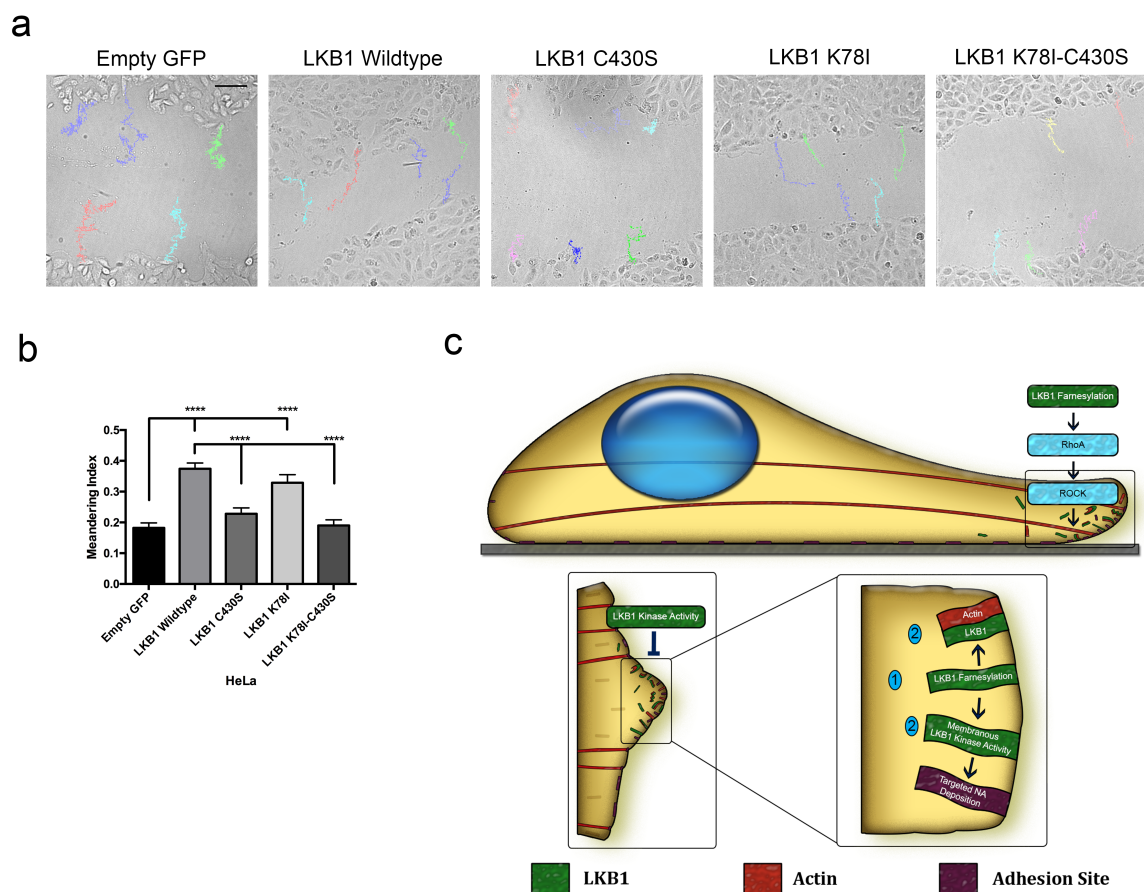 a
Empty GFP
LKB1 Wildtype
LKB1 C430S
LKB1 K78I
LKB1 K78I-C430S
b
****
****
****
****
Meandering Index
0.5
0.4
0.3
0.2
0.1
0.0
Empty GFP
LKB1 Wildtype
LKB1 C430S
LKB1 K78I
LKB1 K78I-C430S
HeLa
c
LKB1 Farnesylation
RhoA
ROCK
LKB1 Kinase Activity
Actin
LKB1
2
1
LKB1 Farnesylation
2
Membranous
LKB1 Kinase Activity
Targeted NA
Deposition
LKB1
Actin
Adhesion Site